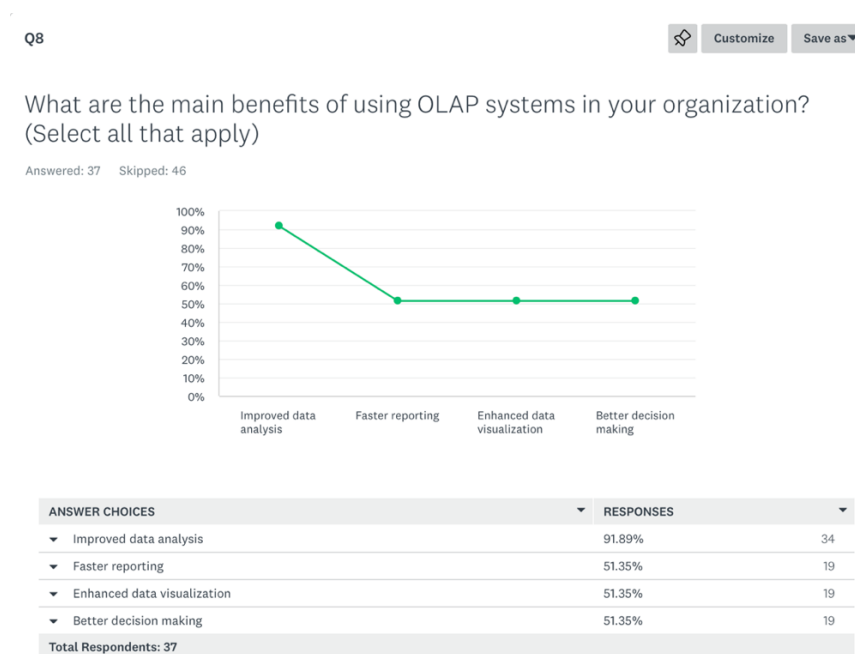 Q8
Customize
Save as
What are the main benefits of using OLAP systems in your organization?
(Select all that apply)
Answered: 37 Skipped: 46
100%
90%
80%
70%
60%
50%
40%
30%
20%
10%
0%
Improved data
analysis
Faster reporting
Enhanced data
visualization
Better decision
making
ANSWER CHOICES RESPONSES
Improved data analysis 91.89% 34
Faster reporting 51.35% 19
Enhanced data visualization 51.35% 19
Better decision making 51.35% 19
Total Respondents: 37